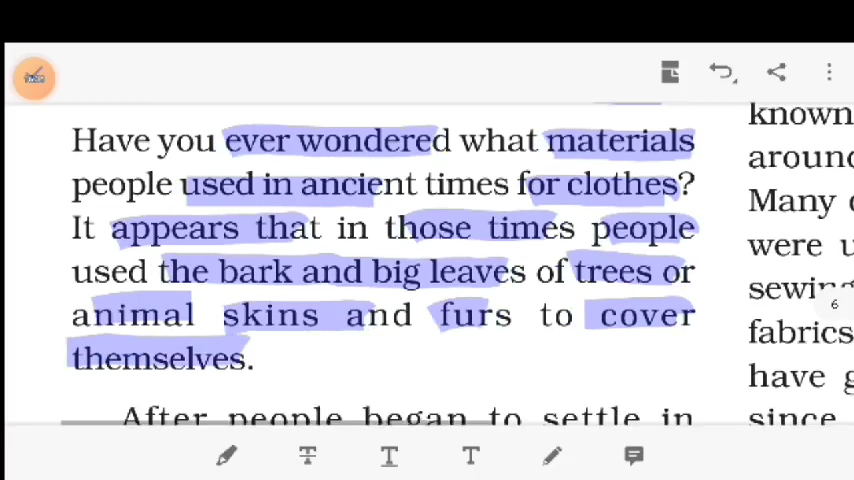 Have you ever wondered what materials
people used in ancient times for clothes?
It appears that in those times people
used the bark and big leaves of trees or
animal skins and furs to cover
themselves.
After people began to settle in
known
around
Many
were
6
fabrics
have
since